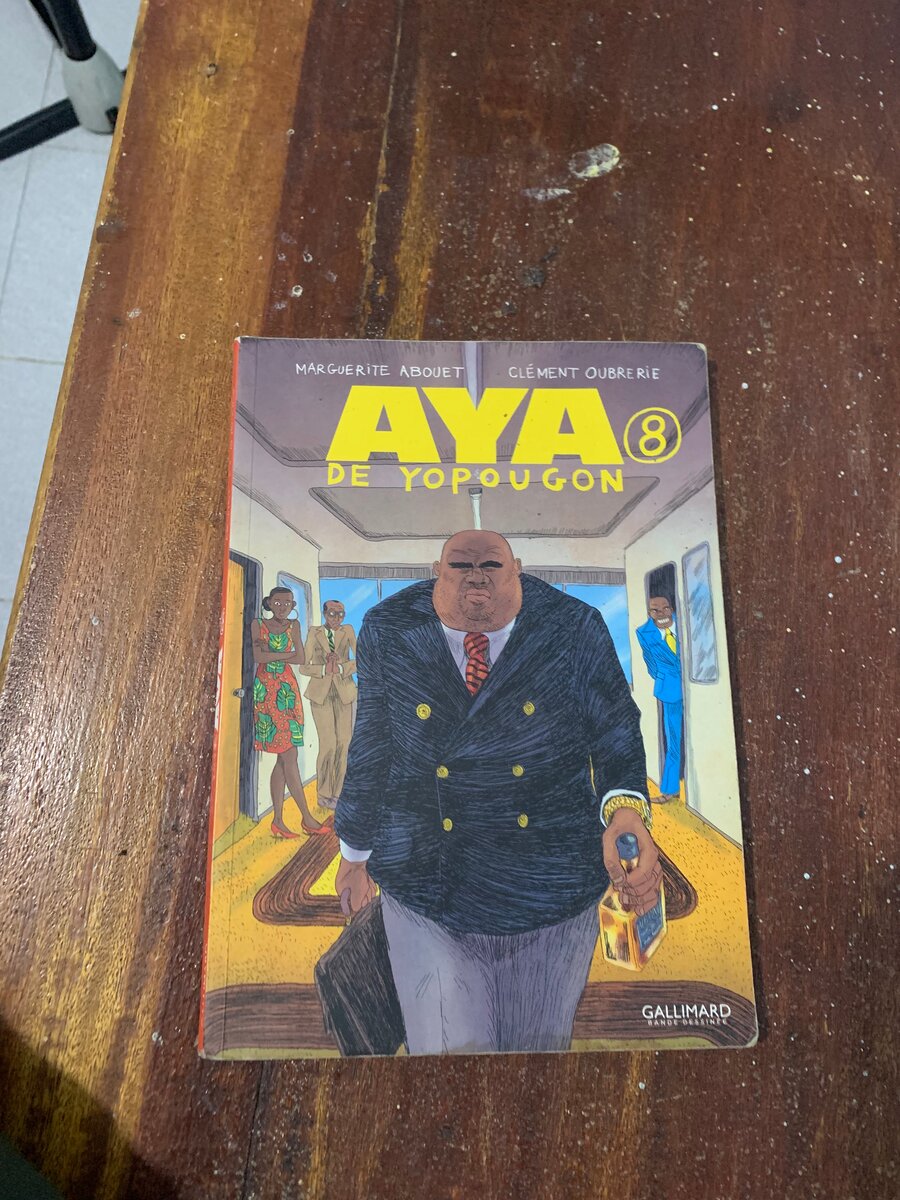 MARGUERITE ABOUET CLÉMENT OUBRERIE
AYA 8
DE YOPOUGON
GALLIMARD
BANDE DESSINÉE